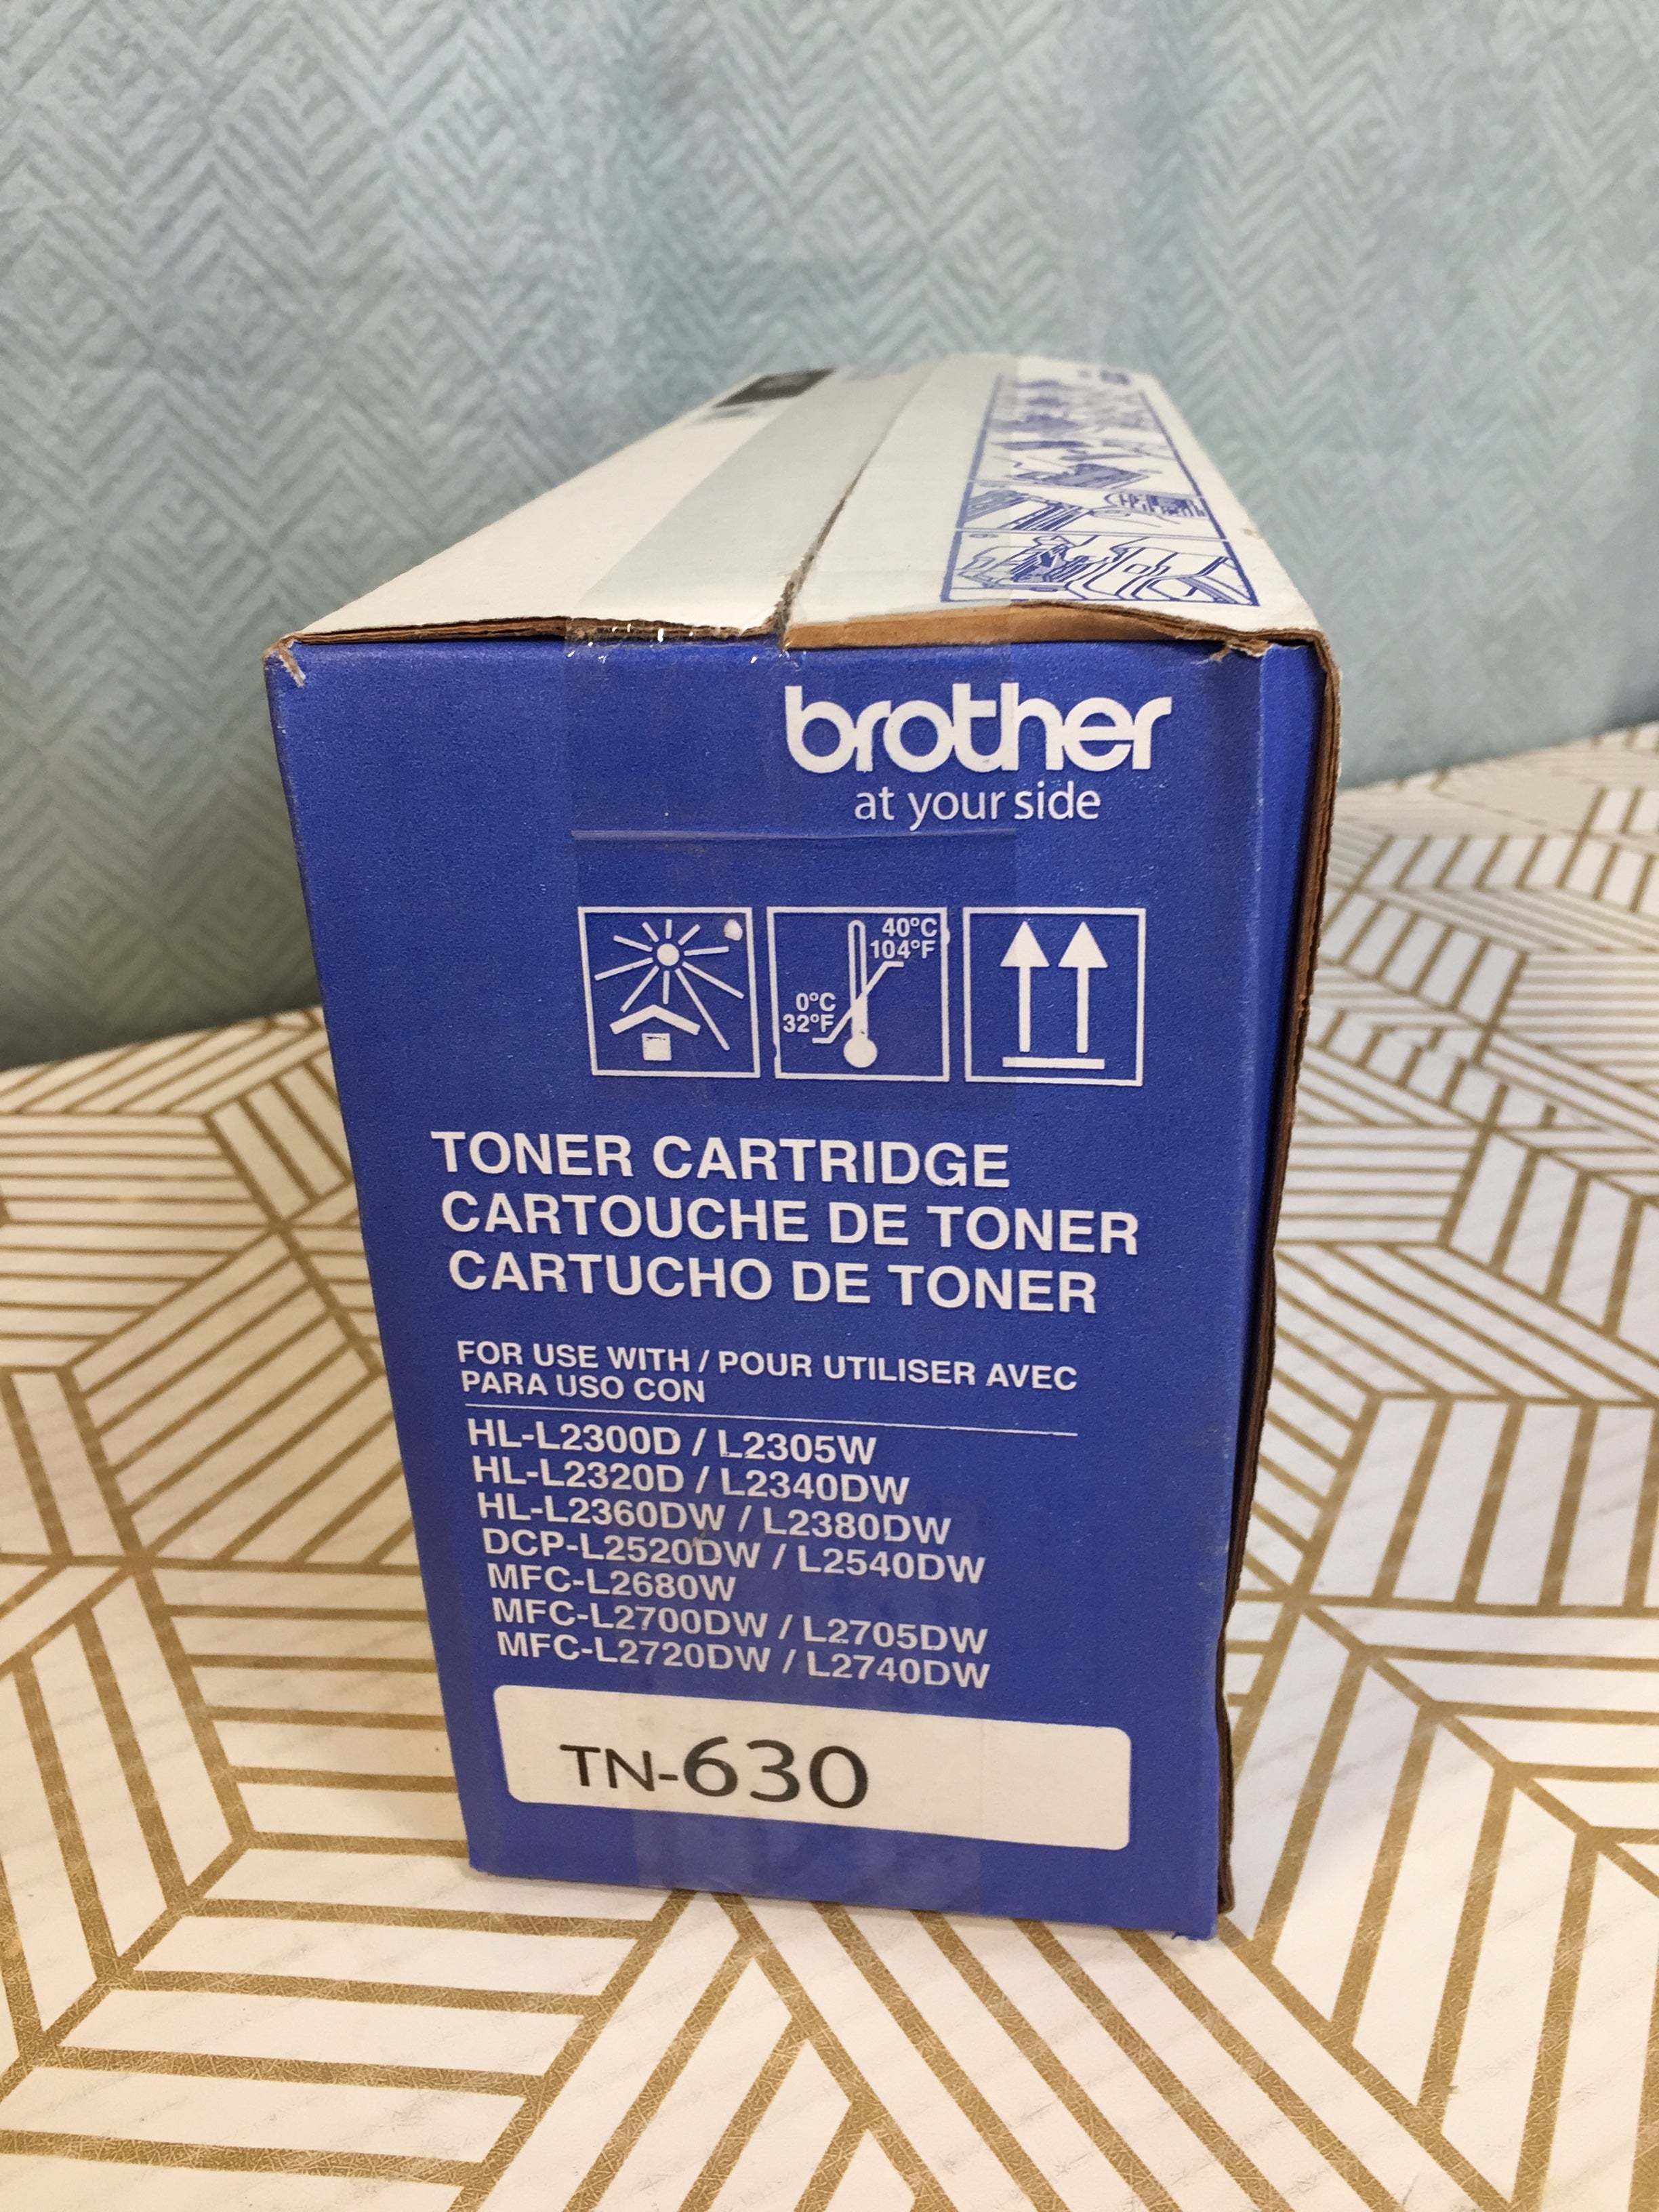 brother
at your side
40°C
104°F
0°C
32°F
TONER CARTRIDGE
CARTOUCHE DE TONER
CARTUCHO DE TONER
FOR USE WITH / POUR UTILISER AVEC
PARA USO CON
HL-L2300D / L2305W
HL-L2320D / L2340DW
HL-L2360DW / L2380DW
DCP-L2520DW / L2540DW
MFC-L2680W
MFC-L2700DW / L2705DW
MFC-L2720DW / L2740DW
TN-630